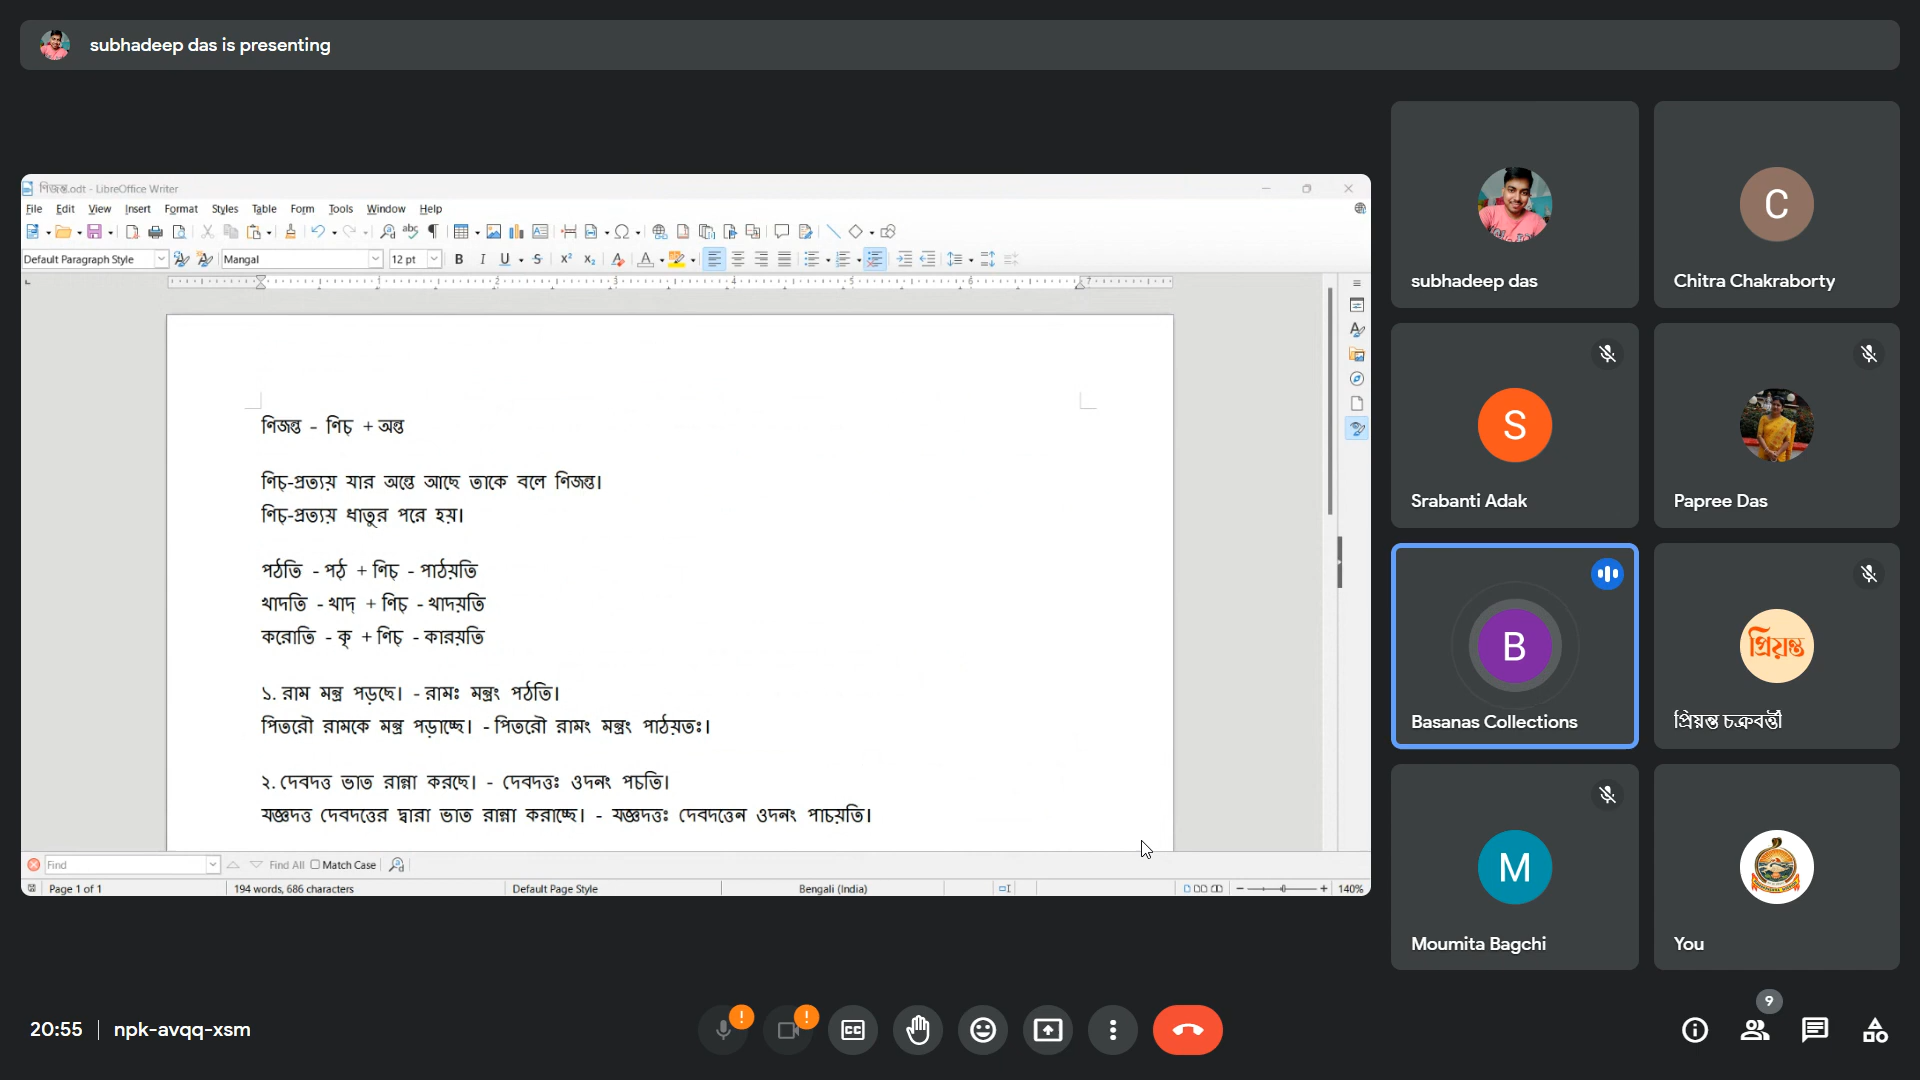 subhadeep das is presenting
ণিজন্ত.odt - LibreOffice Writer
File Edit View Insert Format Styles Table Form Tools Window Help
Default Paragraph Style Mangal 12 pt
ণিজন্ত - ণিচ্ + অন্ত
ণিচ্-প্রত্যয় যার অন্তে আছে তাকে বলে ণিজন্ত।
ণিচ্-প্রত্যয় ধাতুর পরে হয়।
পঠতি - পঠ্ + ণিচ্ - পাঠয়তি
খাদতি - খাদ্ + ণিচ্ - খাদয়তি
করোতি - কৃ + ণিচ্ - কারয়তি
১. রাম মন্ত্র পড়ছে। - রামঃ মন্ত্রং পঠতি।
পিতরৌ রামকে মন্ত্র পড়াচ্ছে। - পিতরৌ রামং মন্ত্রং পাঠয়তঃ।
২. দেবদত্ত ভাত রান্না করছে। - দেবদত্তঃ ওদনং পচতি।
যজ্ঞদত্ত দেবদত্তের দ্বারা ভাত রান্না করাচ্ছে। - যজ্ঞদত্তঃ দেবদত্তেন ওদনং পাচয়তি।
Find Find All Match Case
Page 1 of 1 194 words, 686 characters Default Page Style Bengali (India) 140%
C
subhadeep das Chitra Chakraborty
S
Srabanti Adak Papree Das
B প্রিয়ন্ত
Basanas Collections প্রিয়ন্ত চক্রবর্ত্তী
M
Moumita Bagchi You
20:55 npk-avqq-xsm
9